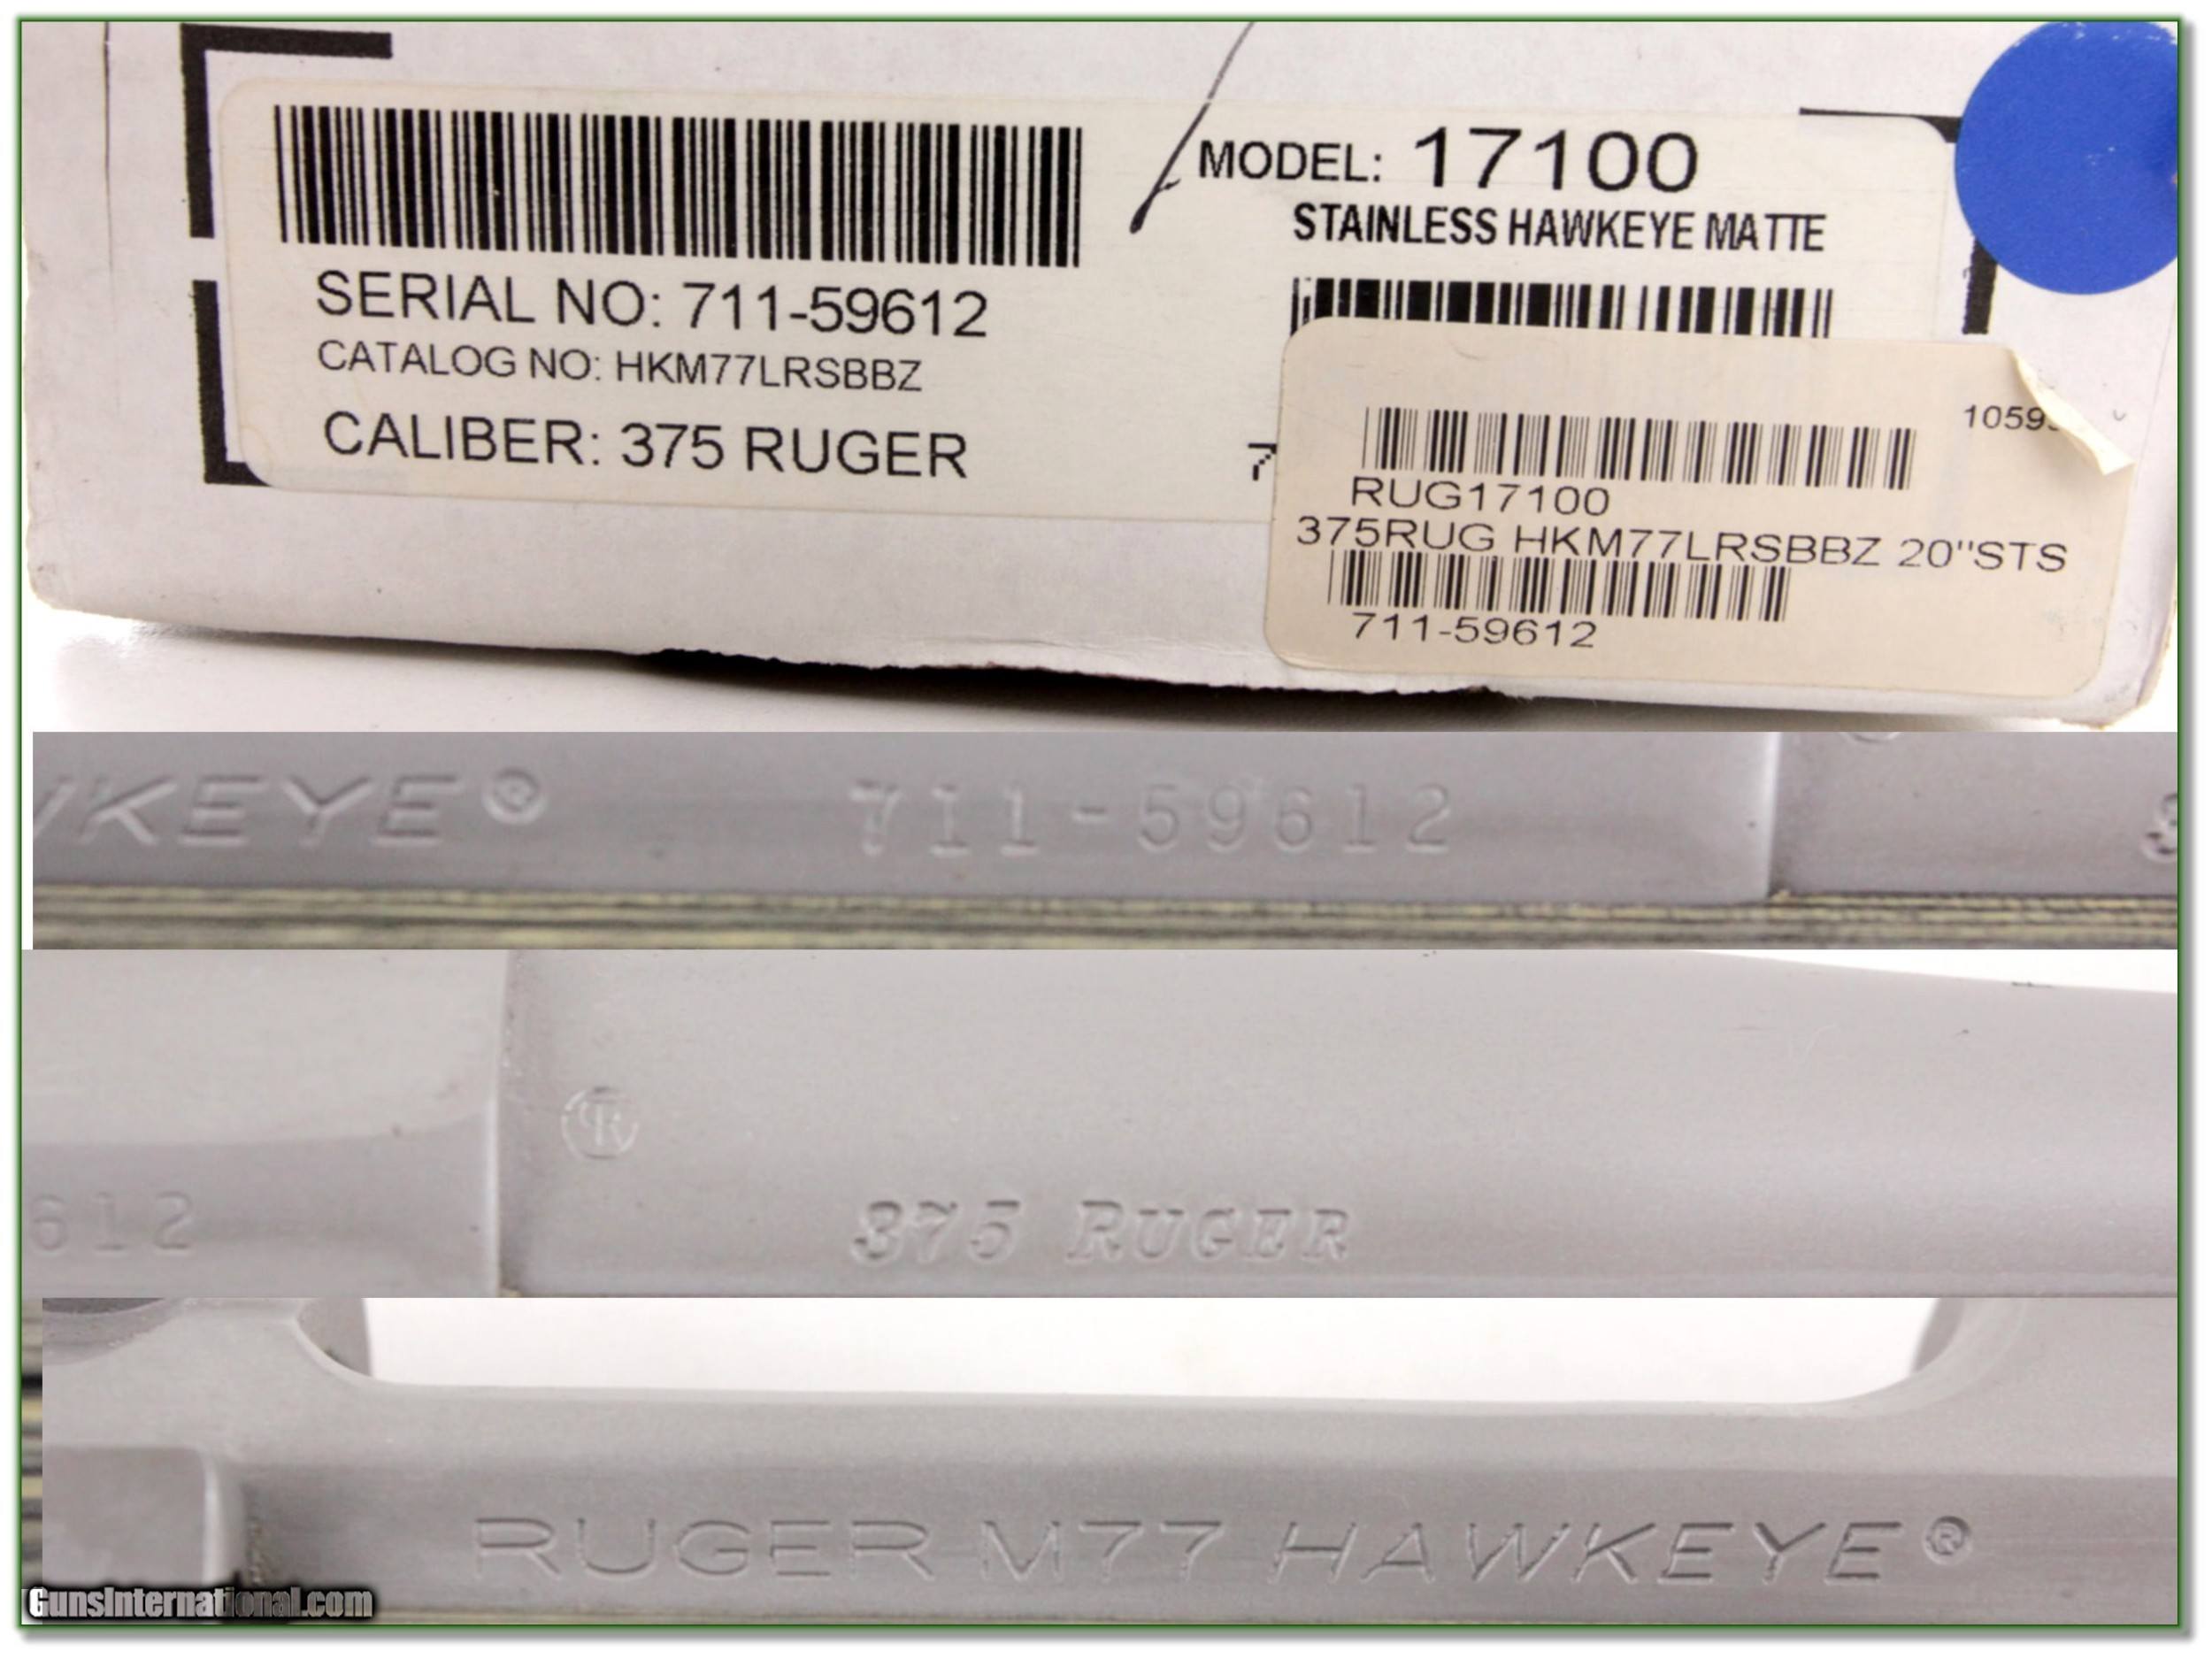 MODEL: 17100
STAINLESS HAWKEYE MATTE
SERIAL NO: 711-59612
CATALOG NO: HKM77LRSBBZ
CALIBER: 375 RUGER
7
RUG17100
375RUG HKM77LRSBBZ 20"STS
711-59612
KEYE® 711-59612
612
375 RUGER
RUGER M77 HAWKEYE®
GunsInternational.com